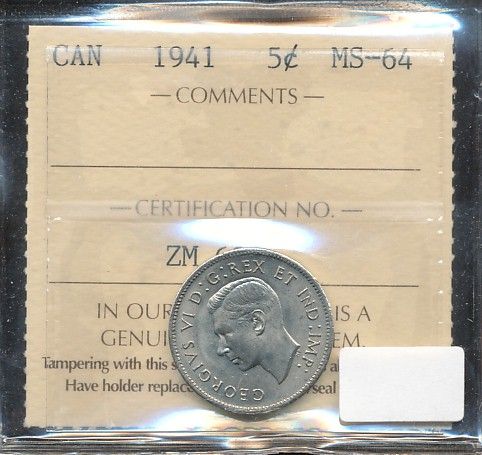 CAN 1941 5¢ MS-64
— COMMENTS —
— CERTIFICATION NO. —
ZM
IN OUR IS A
GENUI EM.
Tampering with this s
Have holder replac seal
GEORGIVS VI D:G:REX ET IND:IMP: